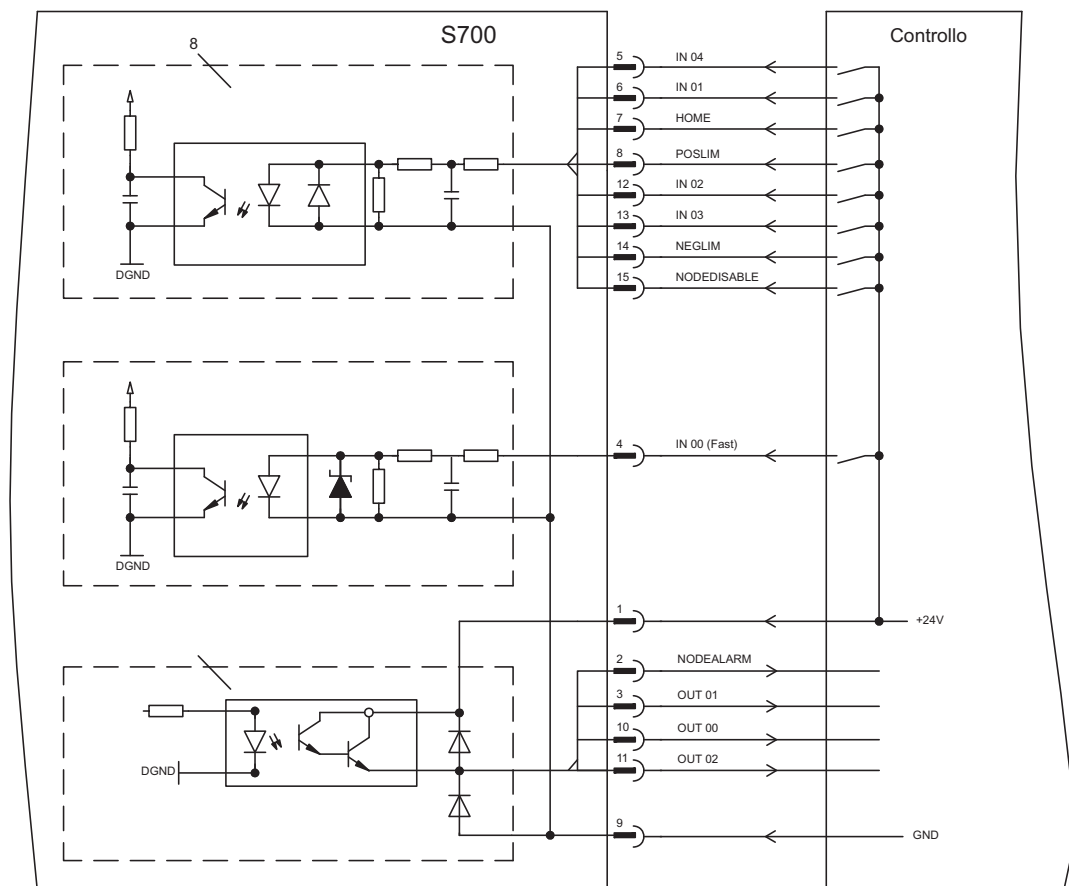 S700
Controllo
8
5 IN 04
6 IN 01
7 HOME
8 POSLIM
12 IN 02
13 IN 03
14 NEGLIM
15 NODEDISABLE
DGND
4 IN 00 (Fast)
DGND
1 +24V
2 NODEALARM
3 OUT 01
10 OUT 00
11 OUT 02
DGND
9 GND